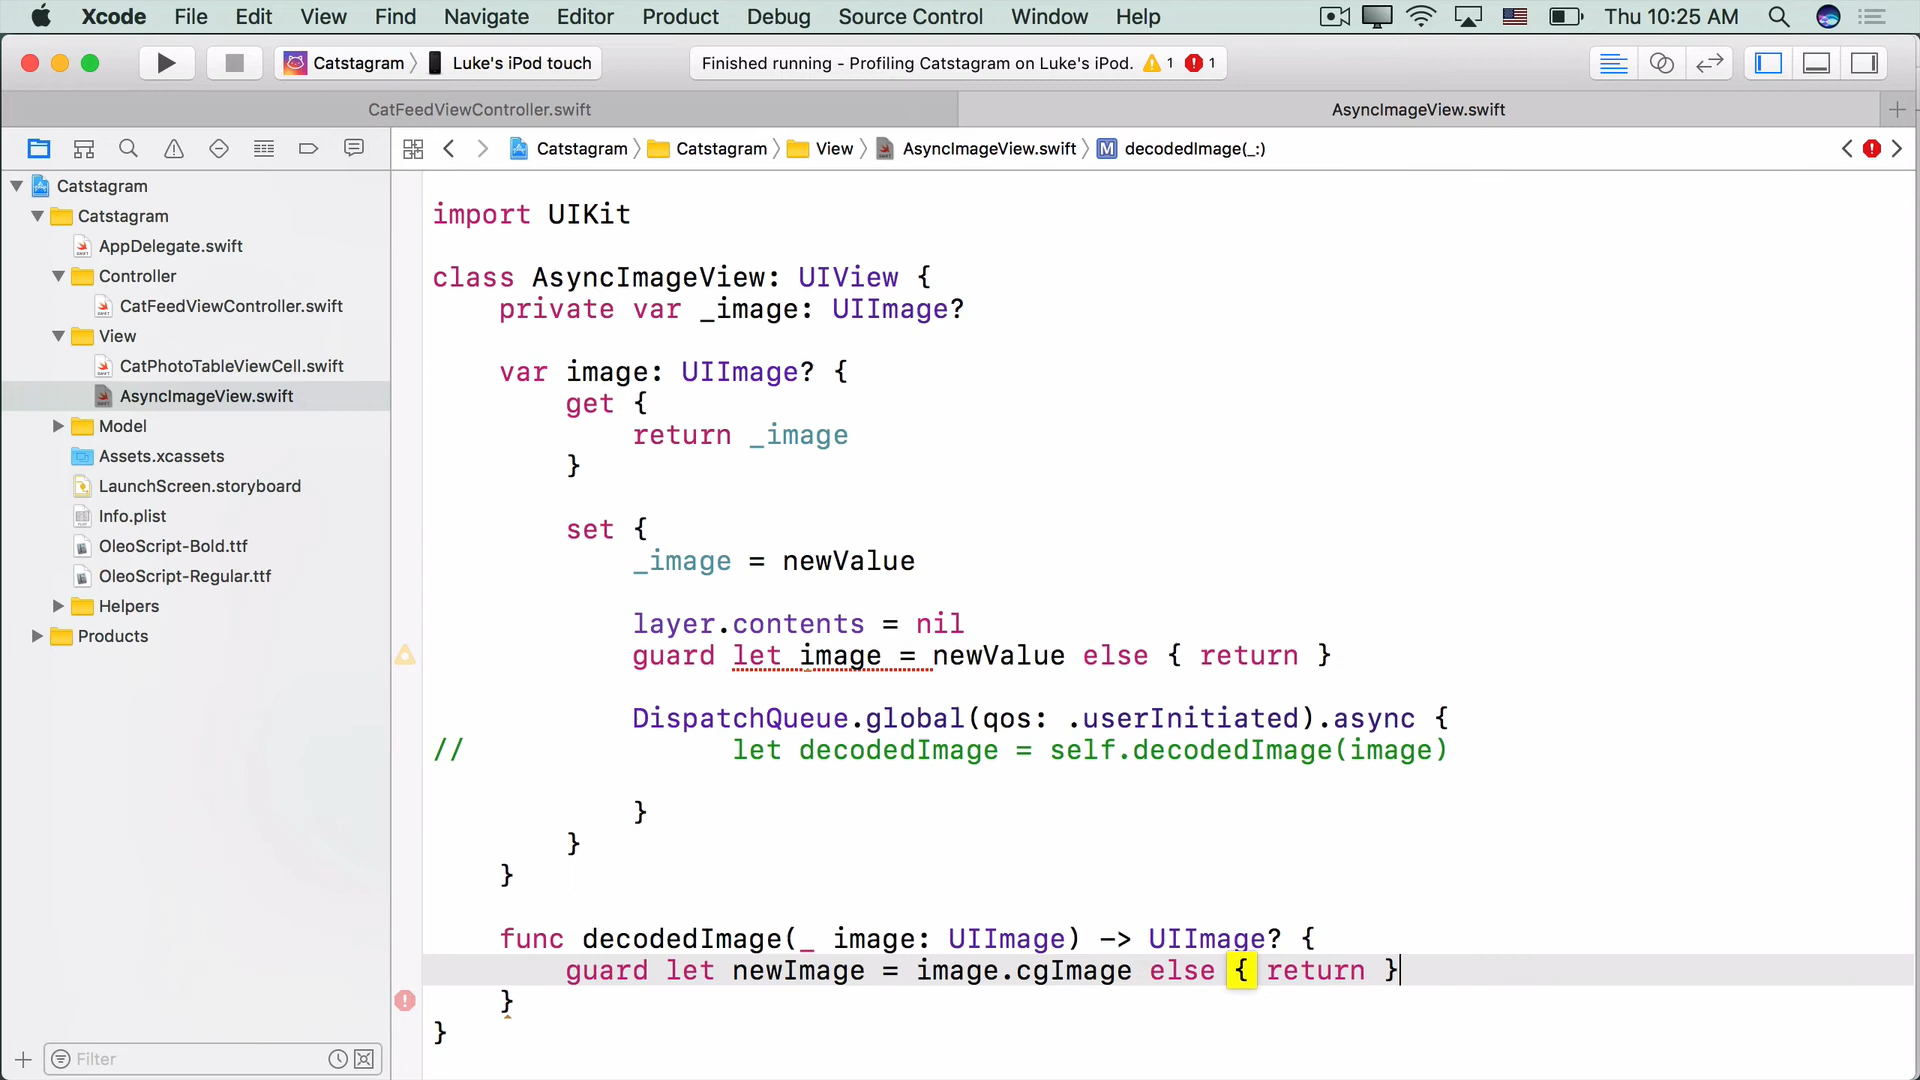 Xcode File Edit View Find Navigate Editor Product Debug Source Control Window Help Thu 10:25 AM
Catstagram Luke's iPod touch Finished running - Profiling Catstagram on Luke's iPod. 1 1
CatFeedViewController.swift AsyncImageView.swift
Catstagram Catstagram View AsyncImageView.swift M decodedImage(_:)
Catstagram
Catstagram
AppDelegate.swift
Controller
CatFeedViewController.swift
View
CatPhotoTableViewCell.swift
AsyncImageView.swift
Model
Assets.xcassets
LaunchScreen.storyboard
Info.plist
OleoScript-Bold.ttf
OleoScript-Regular.ttf
Helpers
Products
Filter
import UIKit
class AsyncImageView: UIView {
private var _image: UIImage?
var image: UIImage? {
get {
return _image
}
set {
_image = newValue
layer.contents = nil
guard let image = newValue else { return }
DispatchQueue.global(qos: .userInitiated).async {
// let decodedImage = self.decodedImage(image)
}
}
}
func decodedImage(_ image: UIImage) -> UIImage? {
guard let newImage = image.cgImage else { return }
}
}